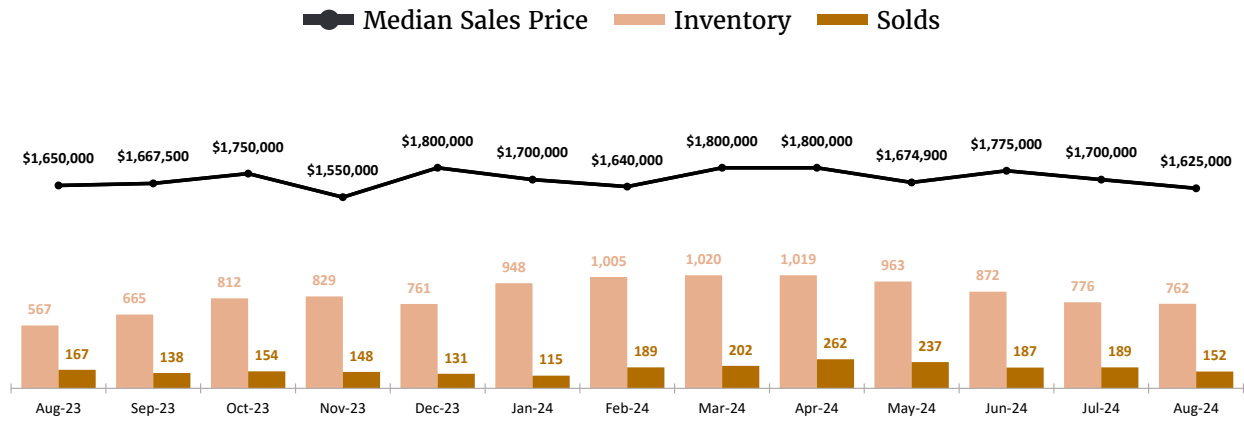 Median Sales Price Inventory Solds
$1,650,000 $1,667,500 $1,750,000 $1,550,000 $1,800,000 $1,700,000 $1,640,000 $1,800,000 $1,800,000 $1,674,900 $1,775,000 $1,700,000 $1,625,000
567 665 812 829 761 948 1,005 1,020 1,019 963 872 776 762
167 138 154 148 131 115 189 202 262 237 187 189 152
Aug-23 Sep-23 Oct-23 Nov-23 Dec-23 Jan-24 Feb-24 Mar-24 Apr-24 May-24 Jun-24 Jul-24 Aug-24